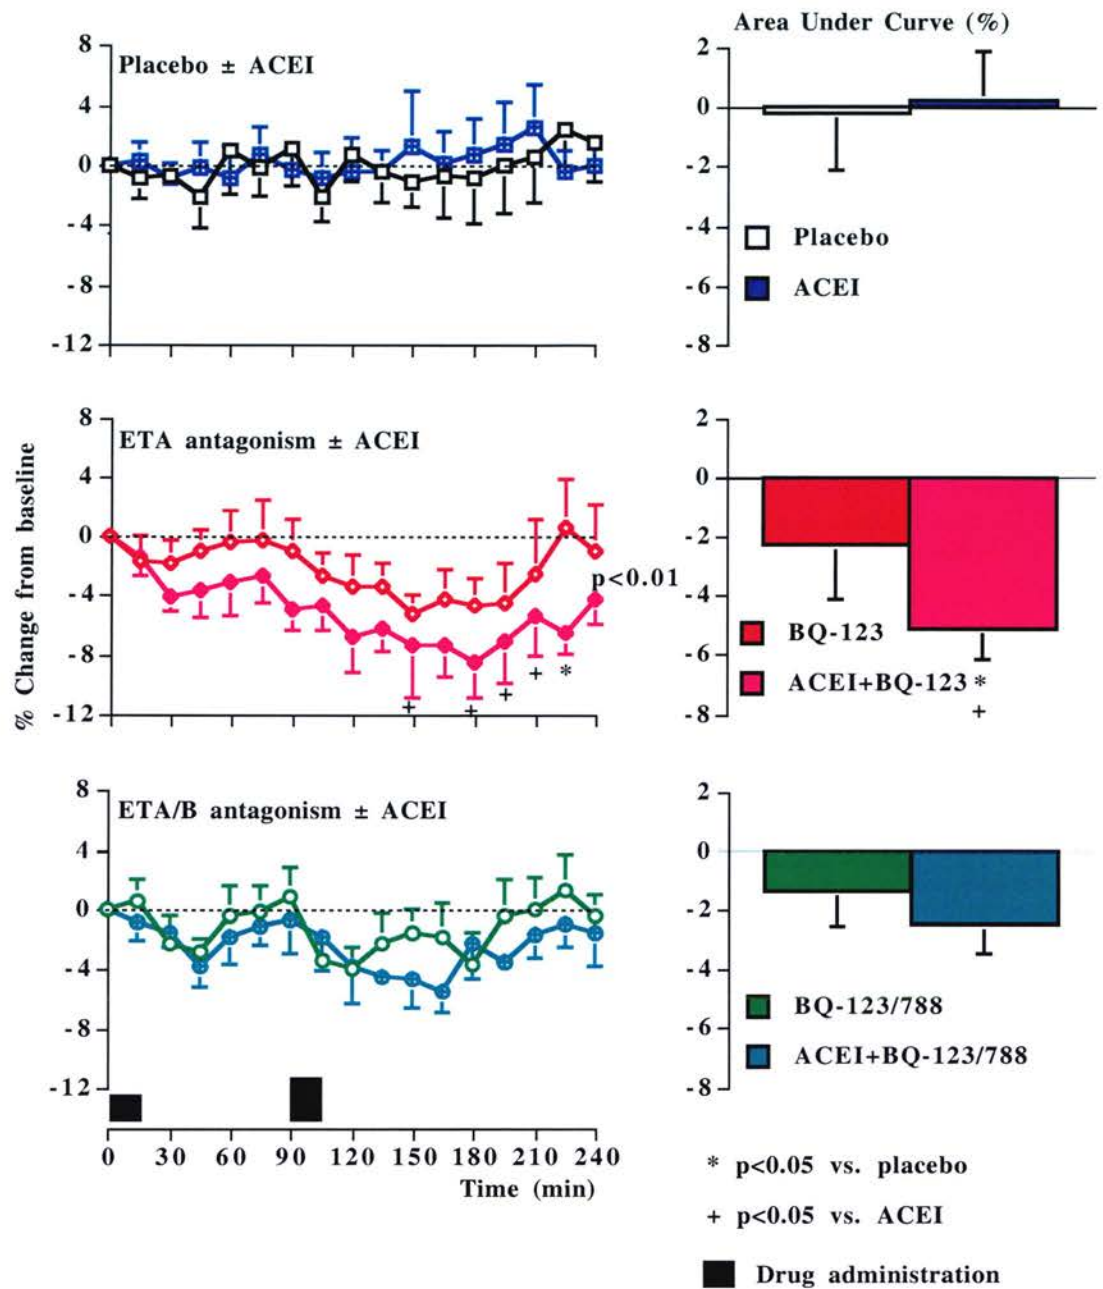 Area Under Curve (%)
8
4
0
-4
-8
-12
Placebo ± ACEI
2
0
-2
-4
-6
-8
Placebo
ACEI
% Change from baseline
8
4
0
-4
-8
-12
ETA antagonism ± ACEI
p<0.01
+
+
+
+
*
2
0
-2
-4
-6
-8
BQ-123
ACEI+BQ-123
*
+
8
4
0
-4
-8
-12
ETA/B antagonism ± ACEI
0 30 60 90 120 150 180 210 240
Time (min)
2
0
-2
-4
-6
-8
BQ-123/788
ACEI+BQ-123/788
* p<0.05 vs. placebo
+ p<0.05 vs. ACEI
Drug administration